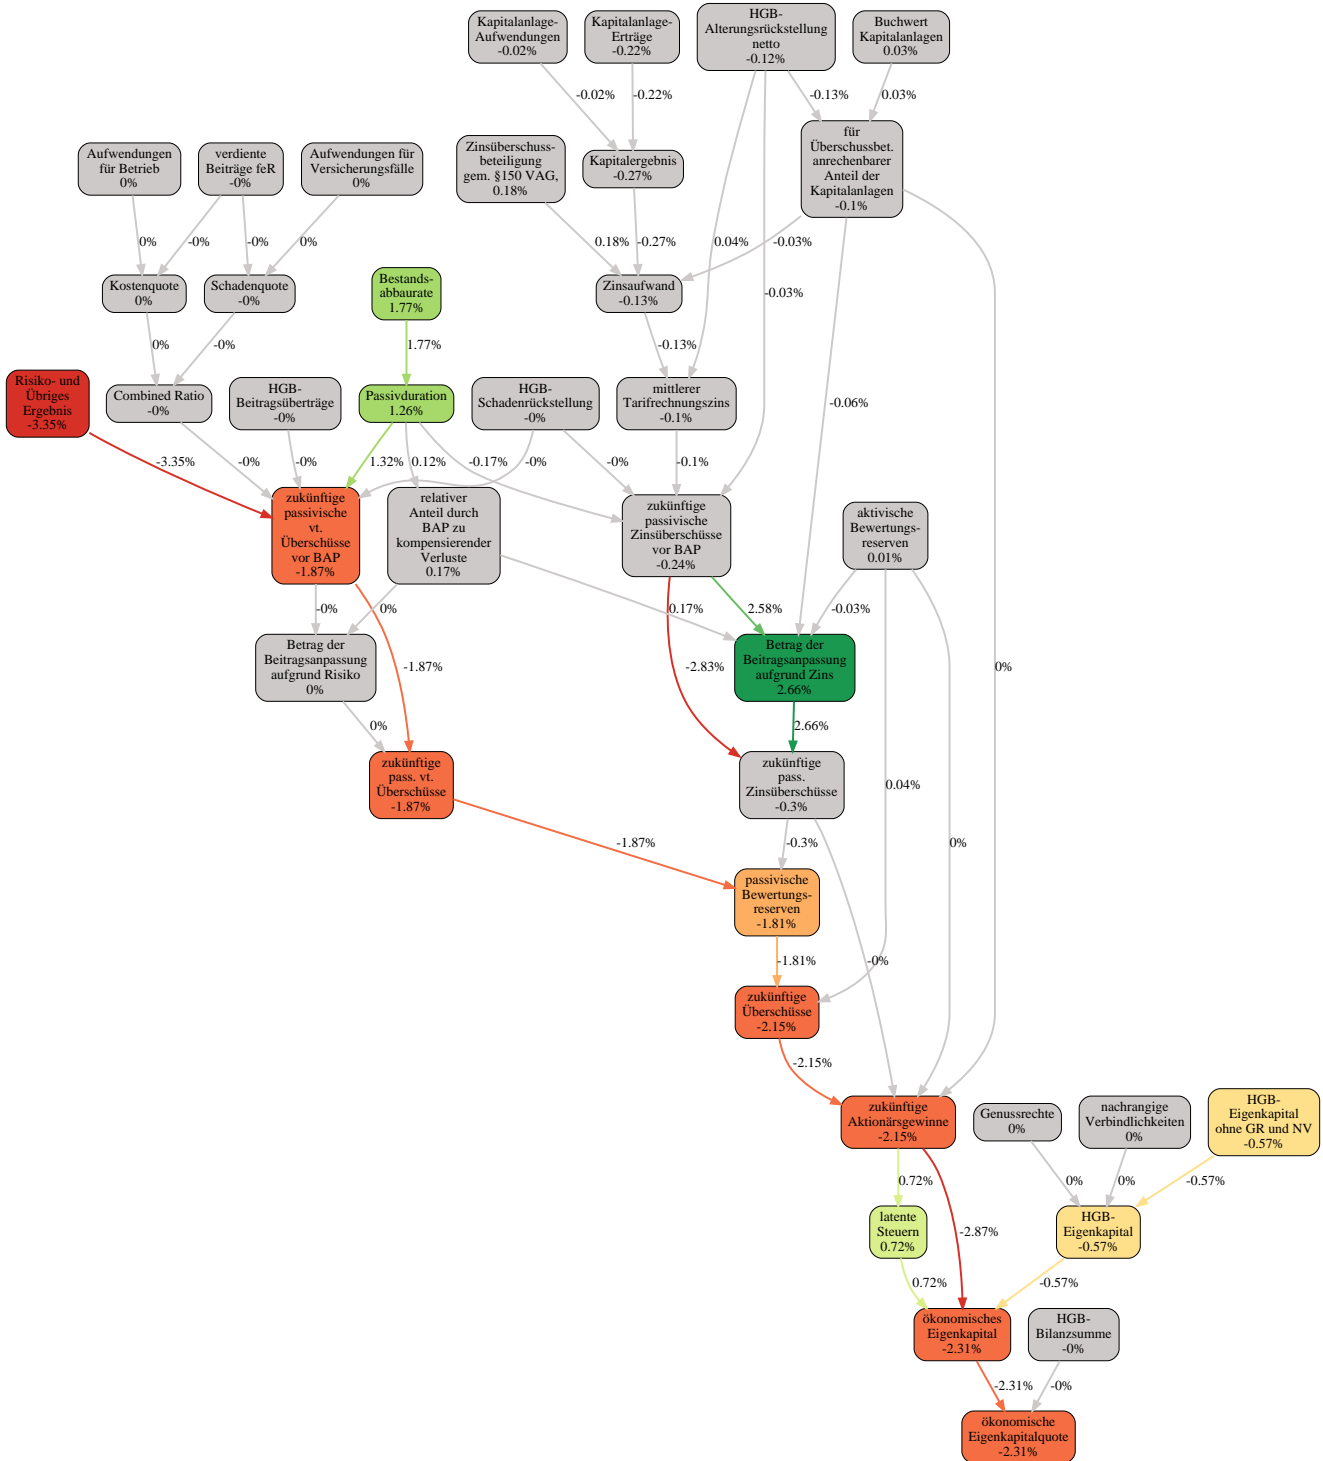 Kapitalanlage-
Aufwendungen
-0.02%
Kapitalanlage-
Erträge
-0.22%
HGB-
Alterungsrückstellung
netto
-0.12%
Buchwert
Kapitalanlagen
0.03%
-0.02%
-0.22%
-0.13%
0.03%
Aufwendungen
für Betrieb
0%
verdiente
Beiträge feR
-0%
Aufwendungen für
Versicherungsfälle
0%
Zinsüberschuss-
beteiligung
gem. §150 VAG,
0.18%
Kapitalergebnis
-0.27%
für
Überschussbet.
anrechenbarer
Anteil der
Kapitalanlagen
-0.1%
0%
-0%
-0%
0%
0.18%
-0.27%
0.04%
-0.03%
Kostenquote
0%
Schadenquote
-0%
Bestands-
abbaurate
1.77%
Zinsaufwand
-0.13%
-0.03%
0%
-0%
1.77%
-0.13%
Risiko- und
Übriges
Ergebnis
-3.35%
Combined Ratio
-0%
HGB-
Beitragsüberträge
-0%
Passivduration
1.26%
HGB-
Schadenrückstellung
-0%
mittlerer
Tarifrechnungszins
-0.1%
-0.06%
-3.35%
-0%
-0%
1.32%
0.12%
-0.17%
-0%
-0%
-0.1%
zukünftige
passivische
vt.
Überschüsse
vor BAP
-1.87%
relativer
Anteil durch
BAP zu
kompensierender
Verluste
0.17%
zukünftige
passivische
Zinsüberschüsse
vor BAP
-0.24%
aktivische
Bewertungs-
reserven
0.01%
-0%
0%
0.17%
2.58%
-0.03%
Betrag der
Beitragsanpassung
aufgrund Risiko
0%
-1.87%
-2.83%
Betrag der
Beitragsanpassung
aufgrund Zins
2.66%
0%
0%
2.66%
zukünftige
pass. vt.
Überschüsse
-1.87%
zukünftige
pass.
Zinsüberschüsse
-0.3%
0.04%
-1.87%
-0.3%
0%
passivische
Bewertungs-
reserven
-1.81%
-1.81%
-0%
zukünftige
Überschüsse
-2.15%
-2.15%
zukünftige
Aktionärsgewinne
-2.15%
Genussrechte
0%
nachrangige
Verbindlichkeiten
0%
HGB-
Eigenkapital
ohne GR und NV
-0.57%
0.72%
0%
0%
-0.57%
latente
Steuern
0.72%
-2.87%
HGB-
Eigenkapital
-0.57%
0.72%
-0.57%
ökonomisches
Eigenkapital
-2.31%
HGB-
Bilanzsumme
-0%
-2.31%
-0%
ökonomische
Eigenkapitalquote
-2.31%